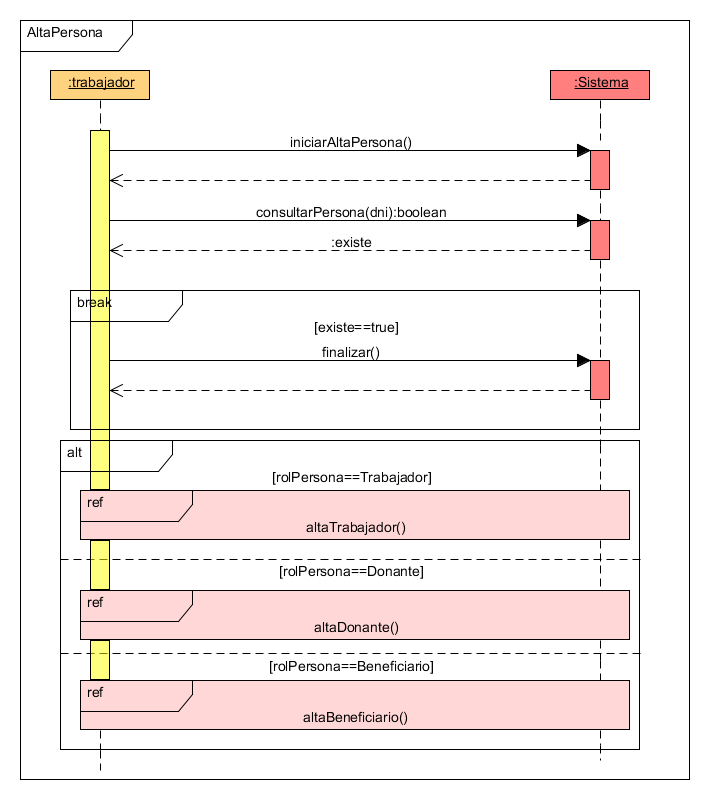 AltaPersona
:trabajador
:Sistema
iniciarAltaPersona()
consultarPersona(dni):boolean
:existe
break
[existe==true]
finalizar()
alt
[rolPersona==Trabajador]
ref
altaTrabajador()
[rolPersona==Donante]
ref
altaDonante()
[rolPersona==Beneficiario]
ref
altaBeneficiario()